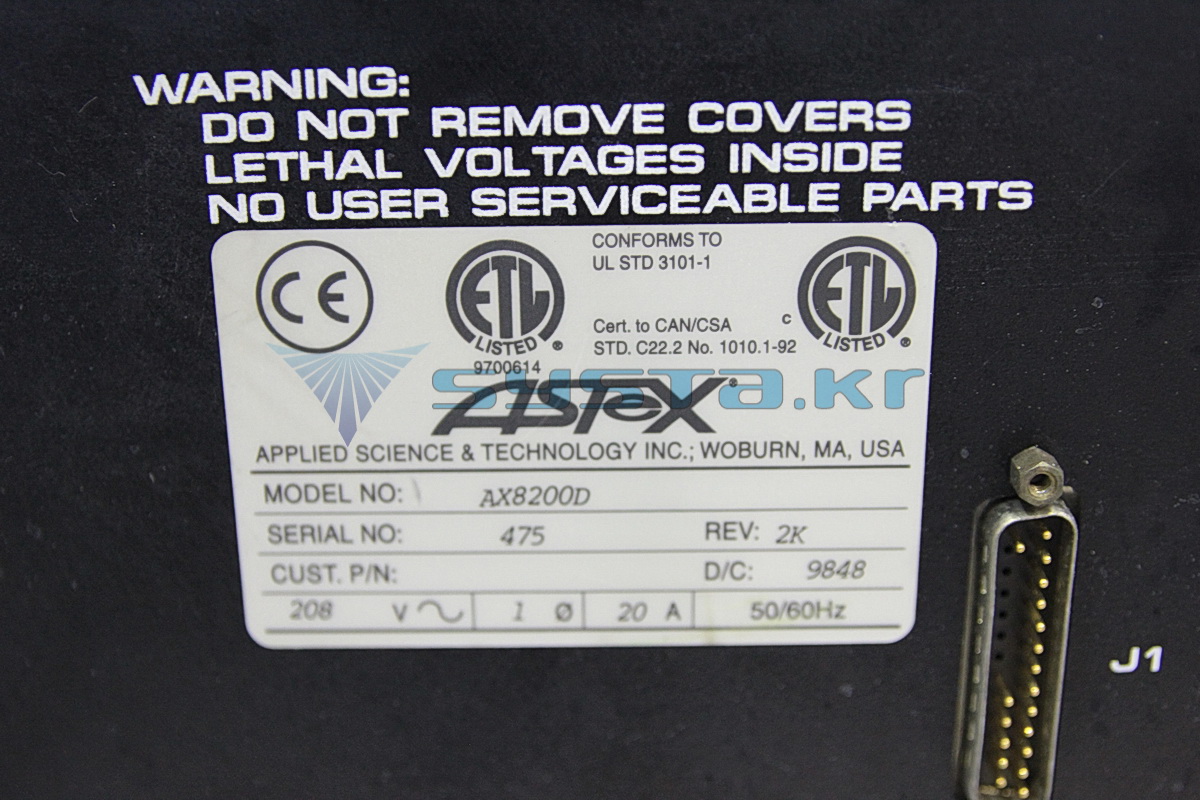 WARNING:
DO NOT REMOVE COVERS
LETHAL VOLTAGES INSIDE
NO USER SERVICEABLE PARTS
CE
ETL
LISTED ®
9700614
CONFORMS TO
UL STD 3101-1
Cert. to CAN/CSA
STD. C22.2 No. 1010.1-92
c
ETL
LISTED ®
ASTeX®
susta.kr
APPLIED SCIENCE & TECHNOLOGY INC.; WOBURN, MA, USA
MODEL NO: AX8200D
SERIAL NO: 475 REV: 2K
CUST. P/N: D/C: 9848
208 V 1 Ø 20 A 50/60Hz
J1